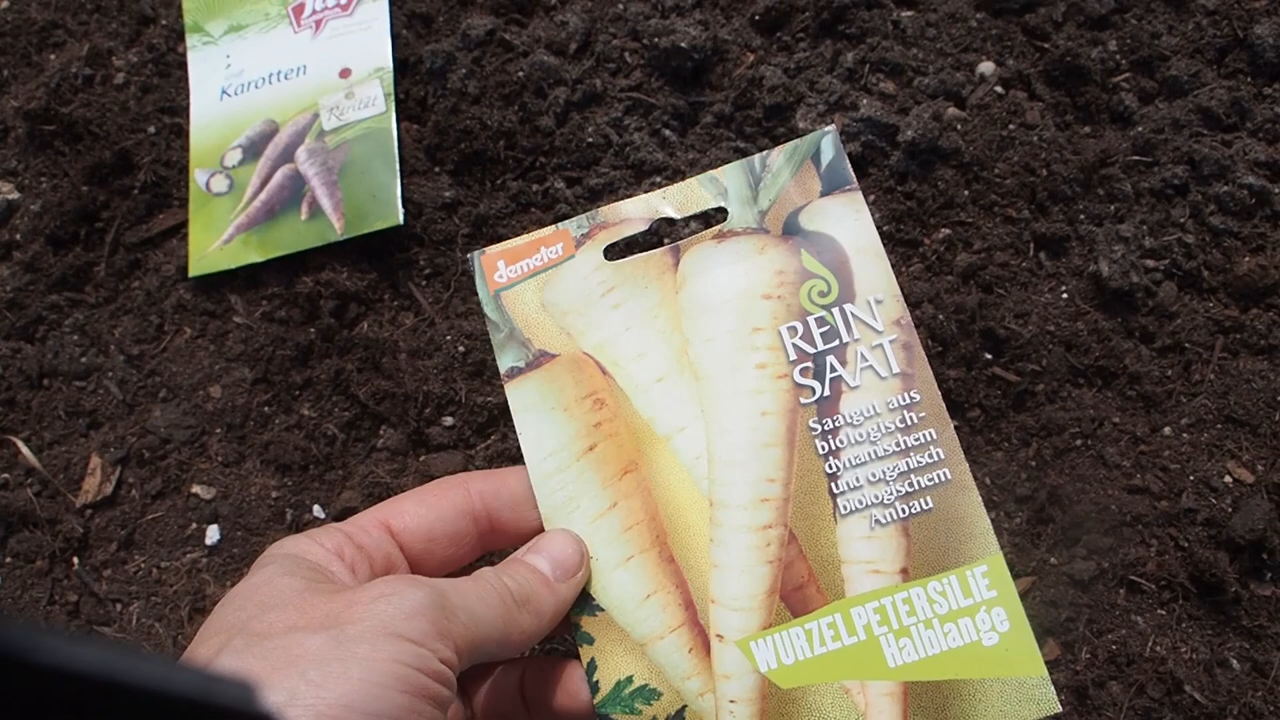 Karotten
Rarität
demeter
REIN
SAAT
Saatgut aus
biologisch-
dynamischem
und organisch
biologischem
Anbau
WURZELPETERSiLiE
Halblange